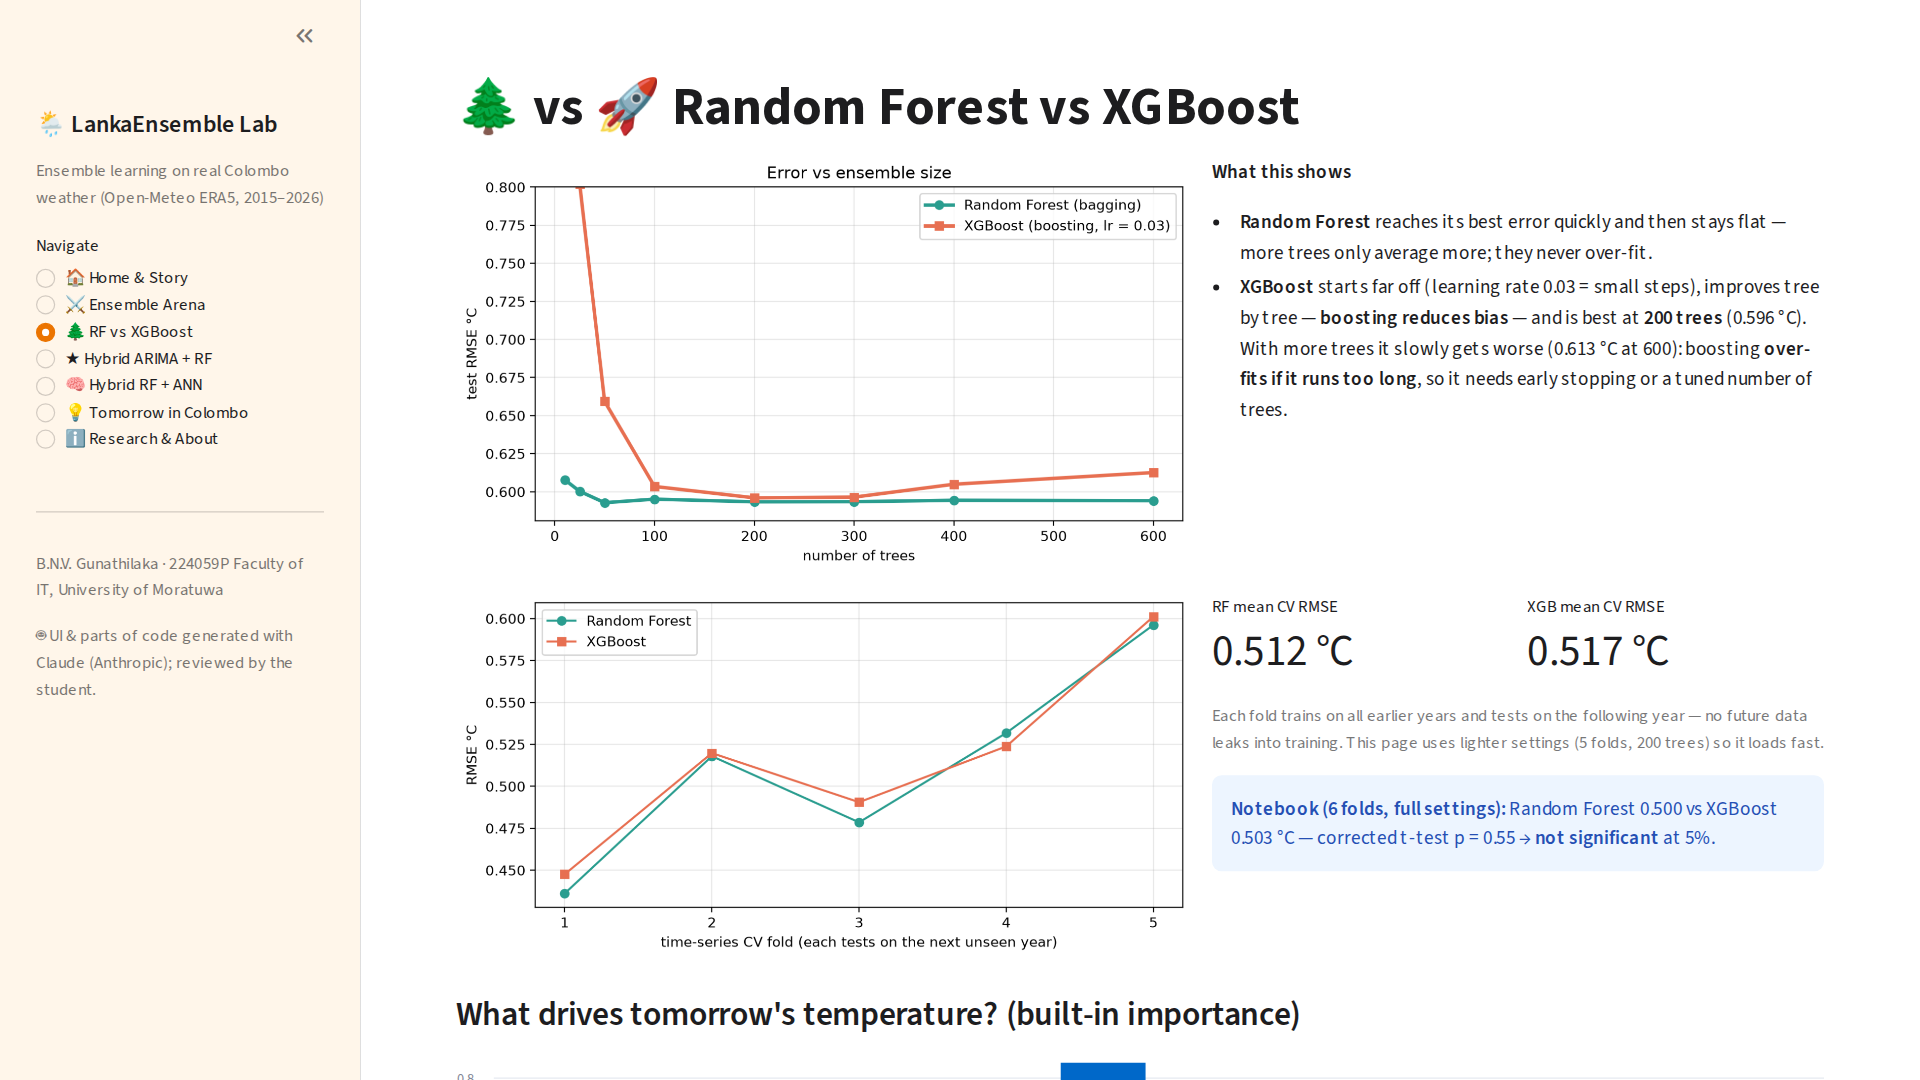 🌦️ LankaEnsemble Lab
Ensemble learning on real Colombo
weather (Open-Meteo ERA5, 2015–2026)
Navigate
🏠 Home & Story
⚔️ Ensemble Arena
🌲 RF vs XGBoost
★ Hybrid ARIMA + RF
🧠 Hybrid RF + ANN
💡 Tomorrow in Colombo
ℹ️ Research & About
B.N.V. Gunathilaka · 224059P Faculty of
IT, University of Moratuwa
UI & parts of code generated with
Claude (Anthropic); reviewed by the
student.
🌲 vs 🚀 Random Forest vs XGBoost
Error vs ensemble size
Random Forest (bagging)
XGBoost (boosting, lr = 0.03)
test RMSE °C
0.800
0.775
0.750
0.725
0.700
0.675
0.650
0.625
0.600
0 100 200 300 400 500 600
number of trees
What this shows
• Random Forest reaches its best error quickly and then stays flat —
more trees only average more; they never over-fit.
• XGBoost starts far off (learning rate 0.03 = small steps), improves tree
by tree — boosting reduces bias — and is best at 200 trees (0.596 °C).
With more trees it slowly gets worse (0.613 °C at 600): boosting over-
fits if it runs too long, so it needs early stopping or a tuned number of
trees.
Random Forest
XGBoost
RMSE °C
0.600
0.575
0.550
0.525
0.500
0.475
0.450
1 2 3 4 5
time-series CV fold (each tests on the next unseen year)
RF mean CV RMSE
0.512 °C
XGB mean CV RMSE
0.517 °C
Each fold trains on all earlier years and tests on the following year — no future data
leaks into training. This page uses lighter settings (5 folds, 200 trees) so it loads fast.
Notebook (6 folds, full settings): Random Forest 0.500 vs XGBoost
0.503 °C — corrected t-test p = 0.55 → not significant at 5%.
What drives tomorrow's temperature? (built-in importance)
0.8